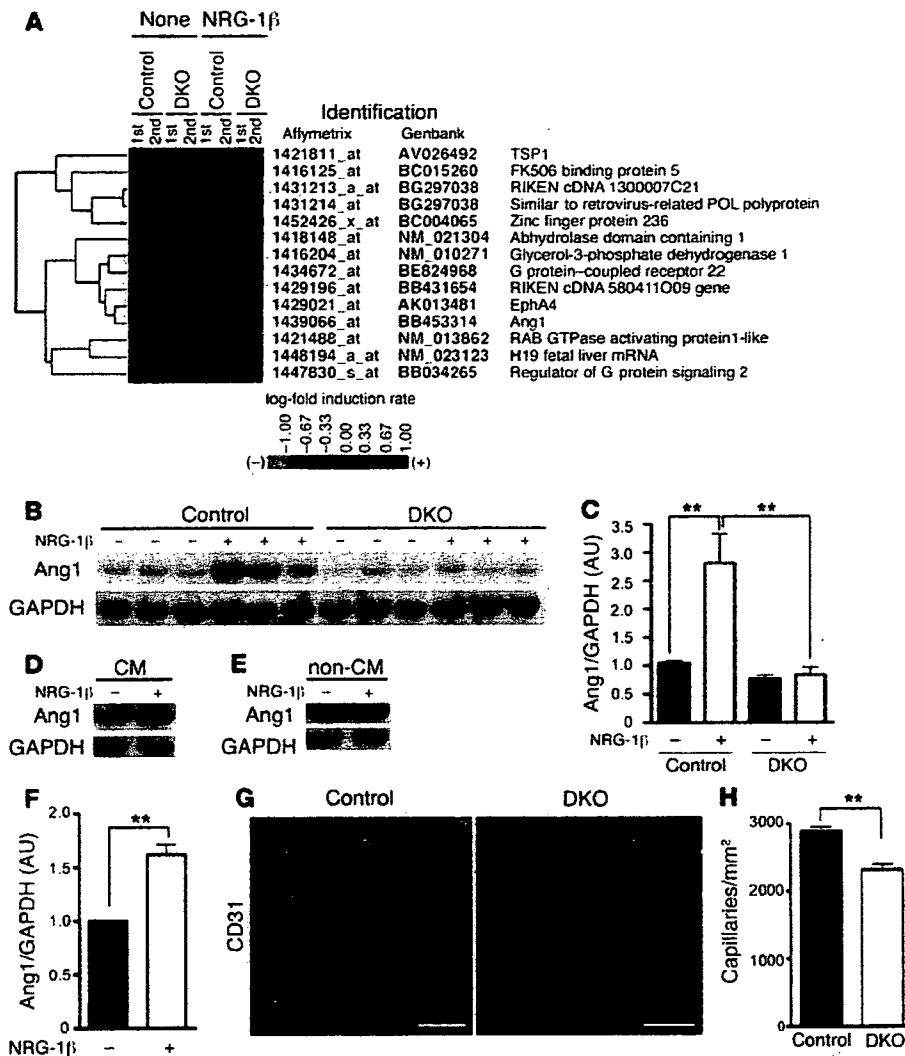 A
None NRG-1β
Control DKO Control DKO
1st 2nd 1st 2nd 1st 2nd 1st 2nd
Identification
Affymetrix Genbank
1421811_at AV026492 TSP1
1416125_at BC015260 FK506 binding protein 5
1431213_a_at BG297038 RIKEN cDNA 1300007C21
1431214_at BG297038 Similar to retrovirus-related POL polyprotein
1452426_x_at BC004065 Zinc finger protein 236
1418148_at NM_021304 Abhydrolase domain containing 1
1416204_at NM_010271 Glycerol-3-phosphate dehydrogenase 1
1434672_at BE824968 G protein–coupled receptor 22
1429196_at BB431654 RIKEN cDNA 580411O09 gene
1429021_at AK013481 EphA4
1439066_at BB453314 Ang1
1421488_at NM_013862 RAB GTPase activating protein1-like
1448194_a_at NM_023123 H19 fetal liver mRNA
1447830_s_at BB034265 Regulator of G protein signaling 2
log-fold induction rate
-1.00 -0.67 -0.33 0.00 0.33 0.67 1.00
(−) (+)
B
Control DKO
NRG-1β − − − + + + − − − + + +
Ang1
GAPDH
C
** **
Ang1/GAPDH (AU)
3.5
3.0
2.5
2.0
1.5
1.0
0.5
0
NRG-1β − + − +
Control DKO
D
CM
NRG-1β − +
Ang1
GAPDH
E
non-CM
NRG-1β − +
Ang1
GAPDH
F
**
Ang1/GAPDH (AU)
2.0
1.5
1.0
0.5
0
NRG-1β − +
G
Control DKO
CD31
H
**
Capillaries/mm²
3000
2000
1000
0
Control DKO